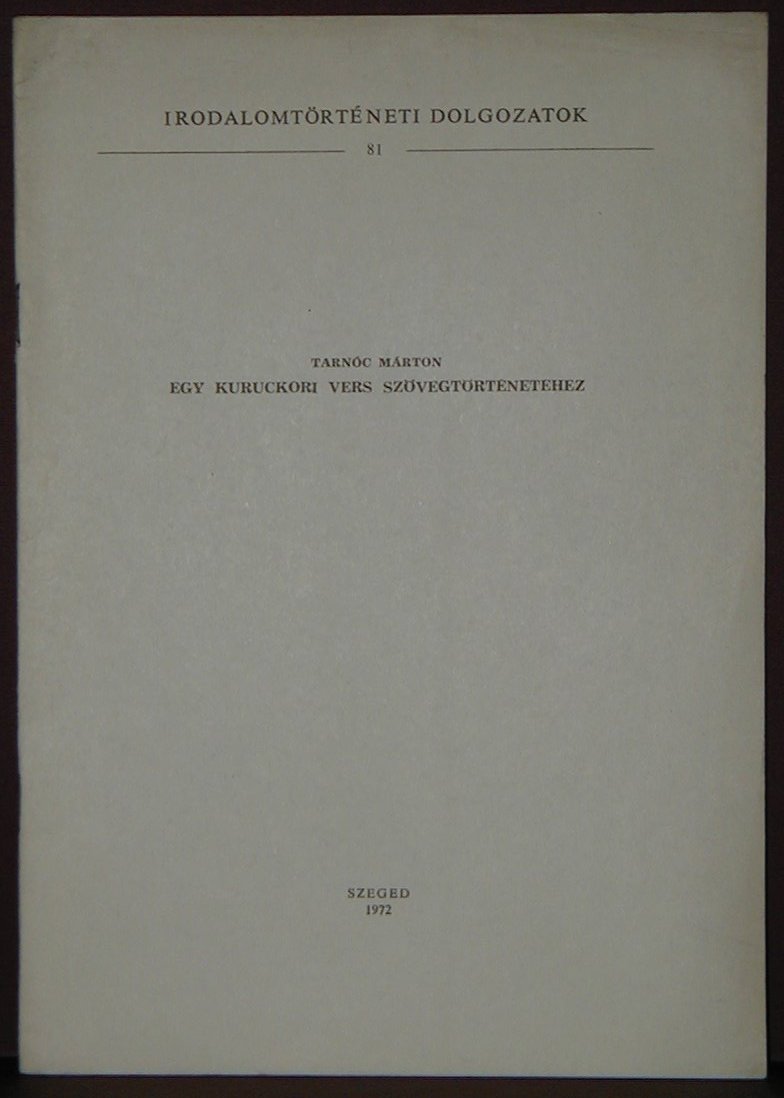 IRODALOMTÖRTÉNETI DOLGOZATOK
81
TARNÓC MÁRTON
EGY KURUCKORI VERS SZÖVEGTÖRTÉNETÉHEZ
SZEGED
1972